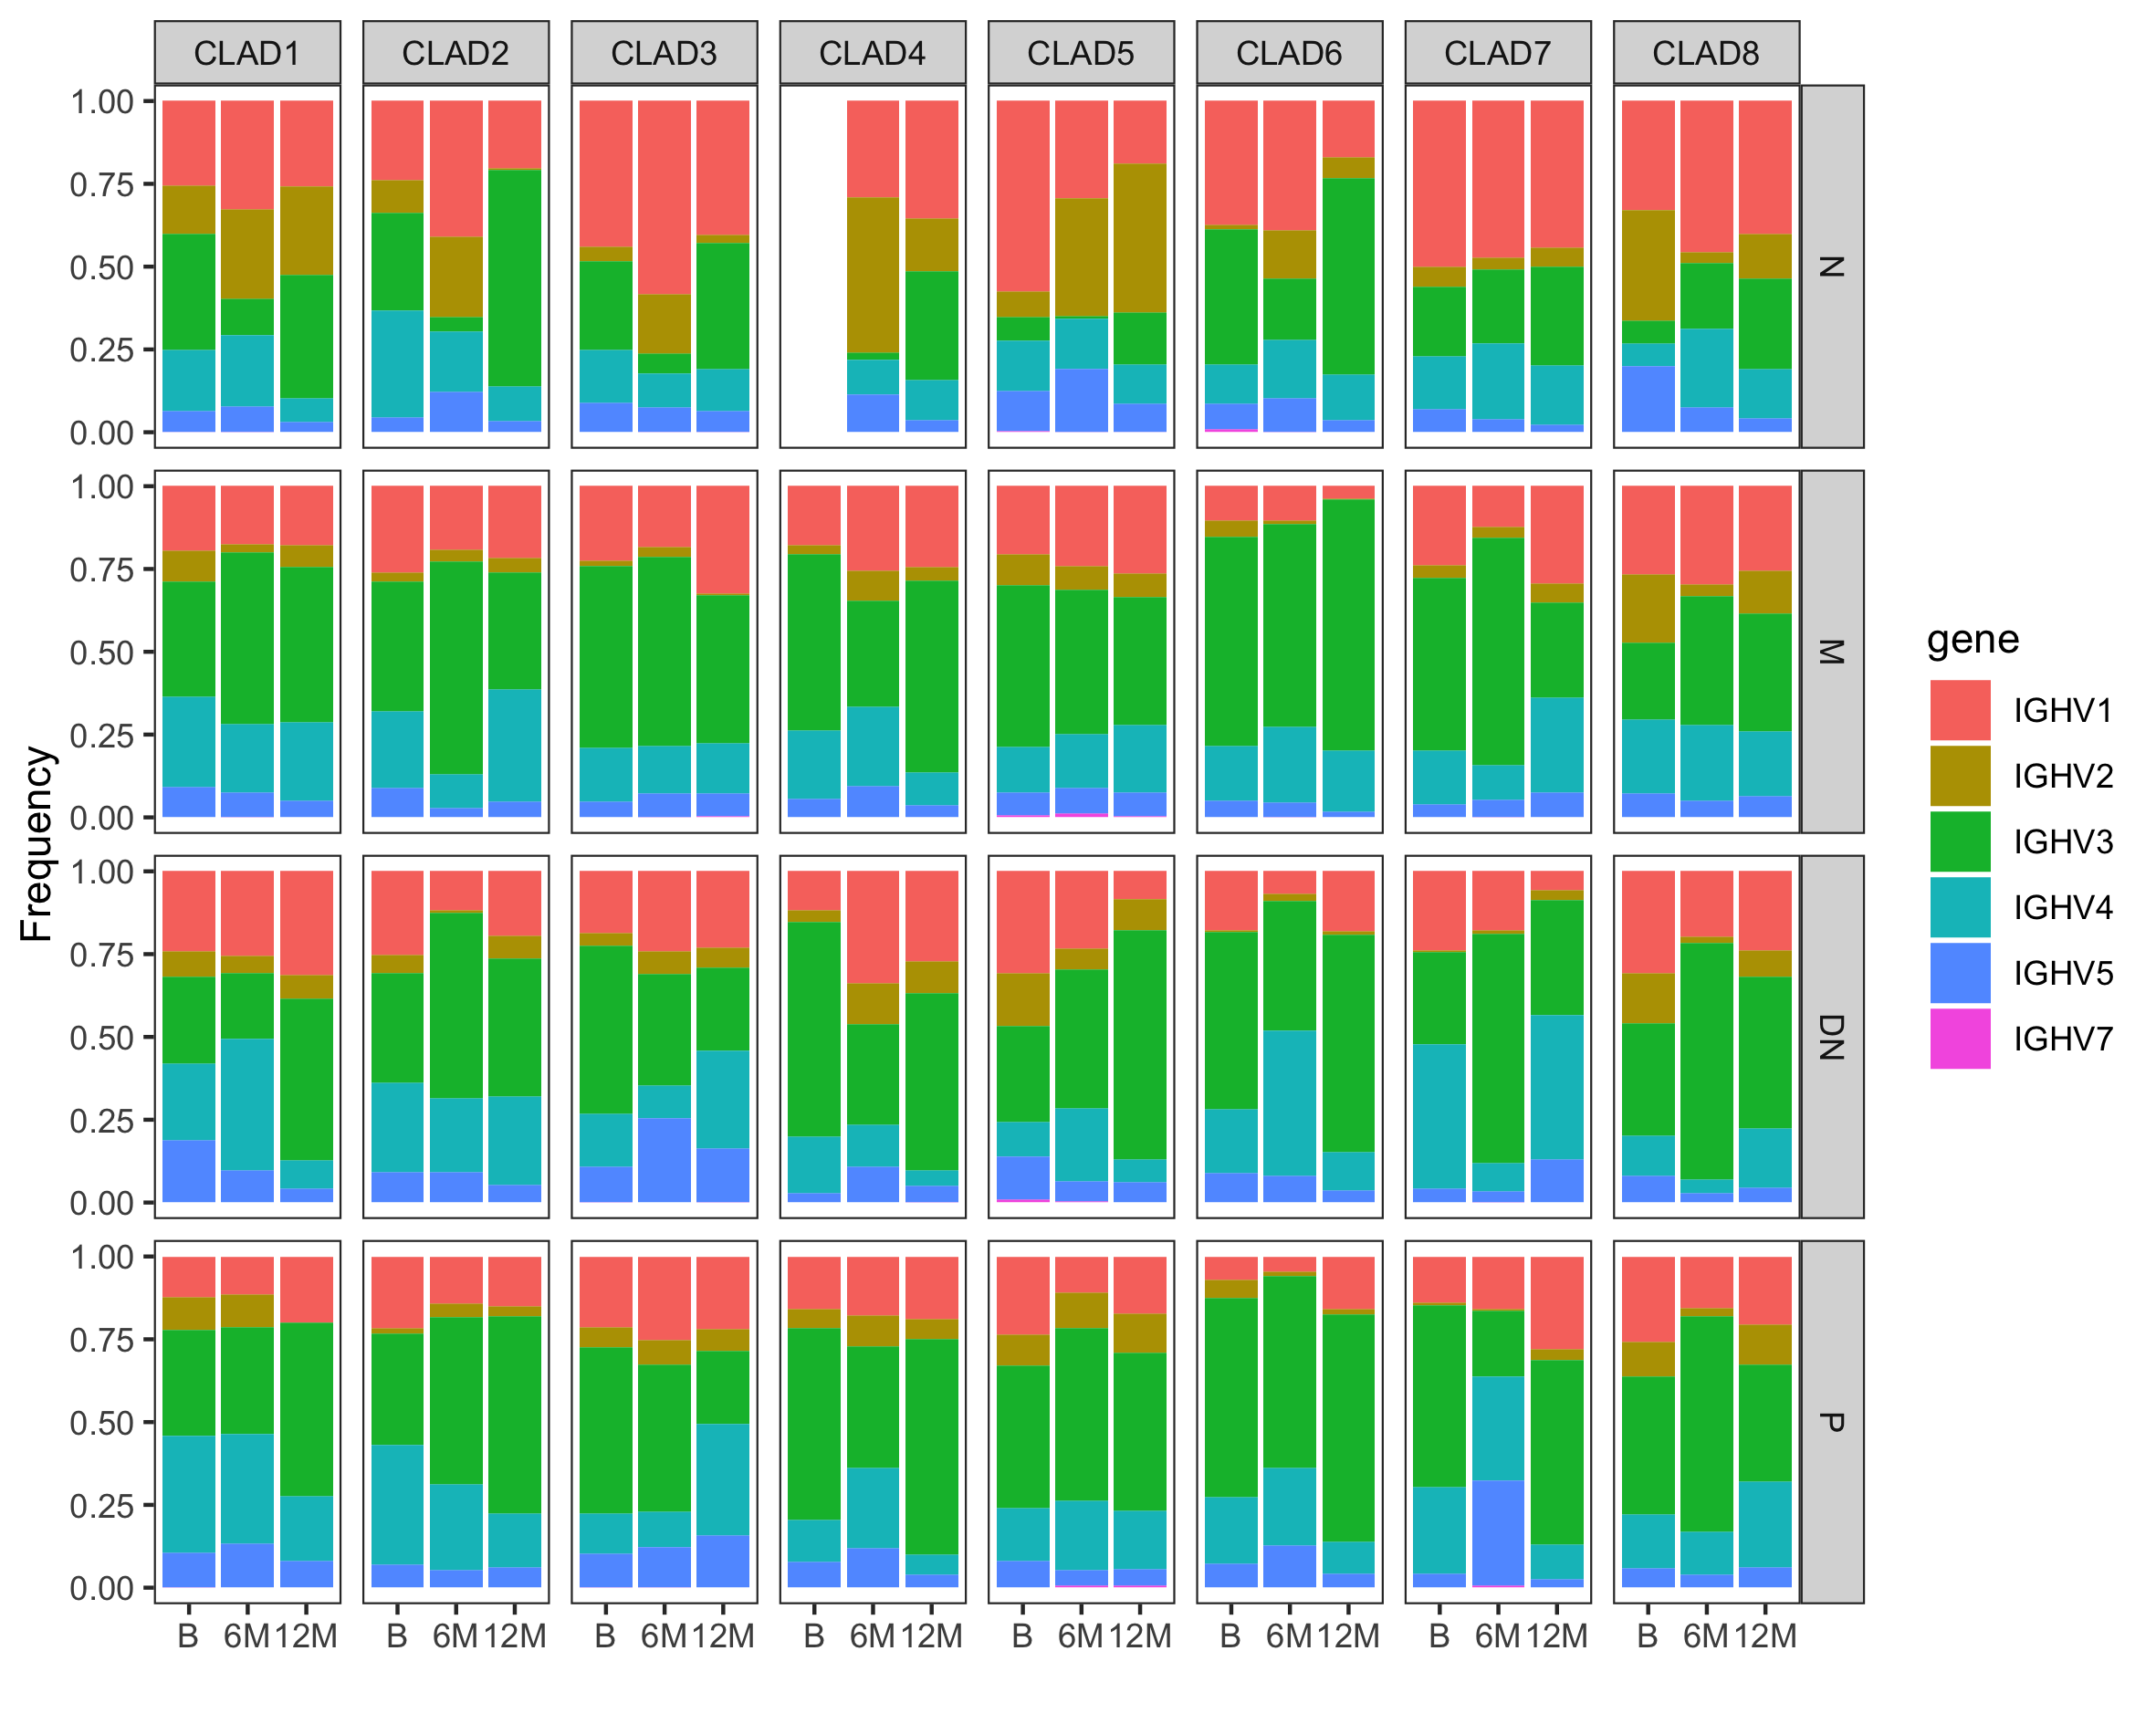 CLAD1 CLAD2 CLAD3 CLAD4 CLAD5 CLAD6 CLAD7 CLAD8
1.00
0.75
0.50
0.25
0.00
N
1.00
0.75
0.50
0.25
0.00
M
1.00
0.75
0.50
0.25
0.00
DN
1.00
0.75
0.50
0.25
0.00
P
Frequency
B 6M 12M B 6M 12M B 6M 12M B 6M 12M B 6M 12M B 6M 12M B 6M 12M B 6M 12M
gene
IGHV1
IGHV2
IGHV3
IGHV4
IGHV5
IGHV7